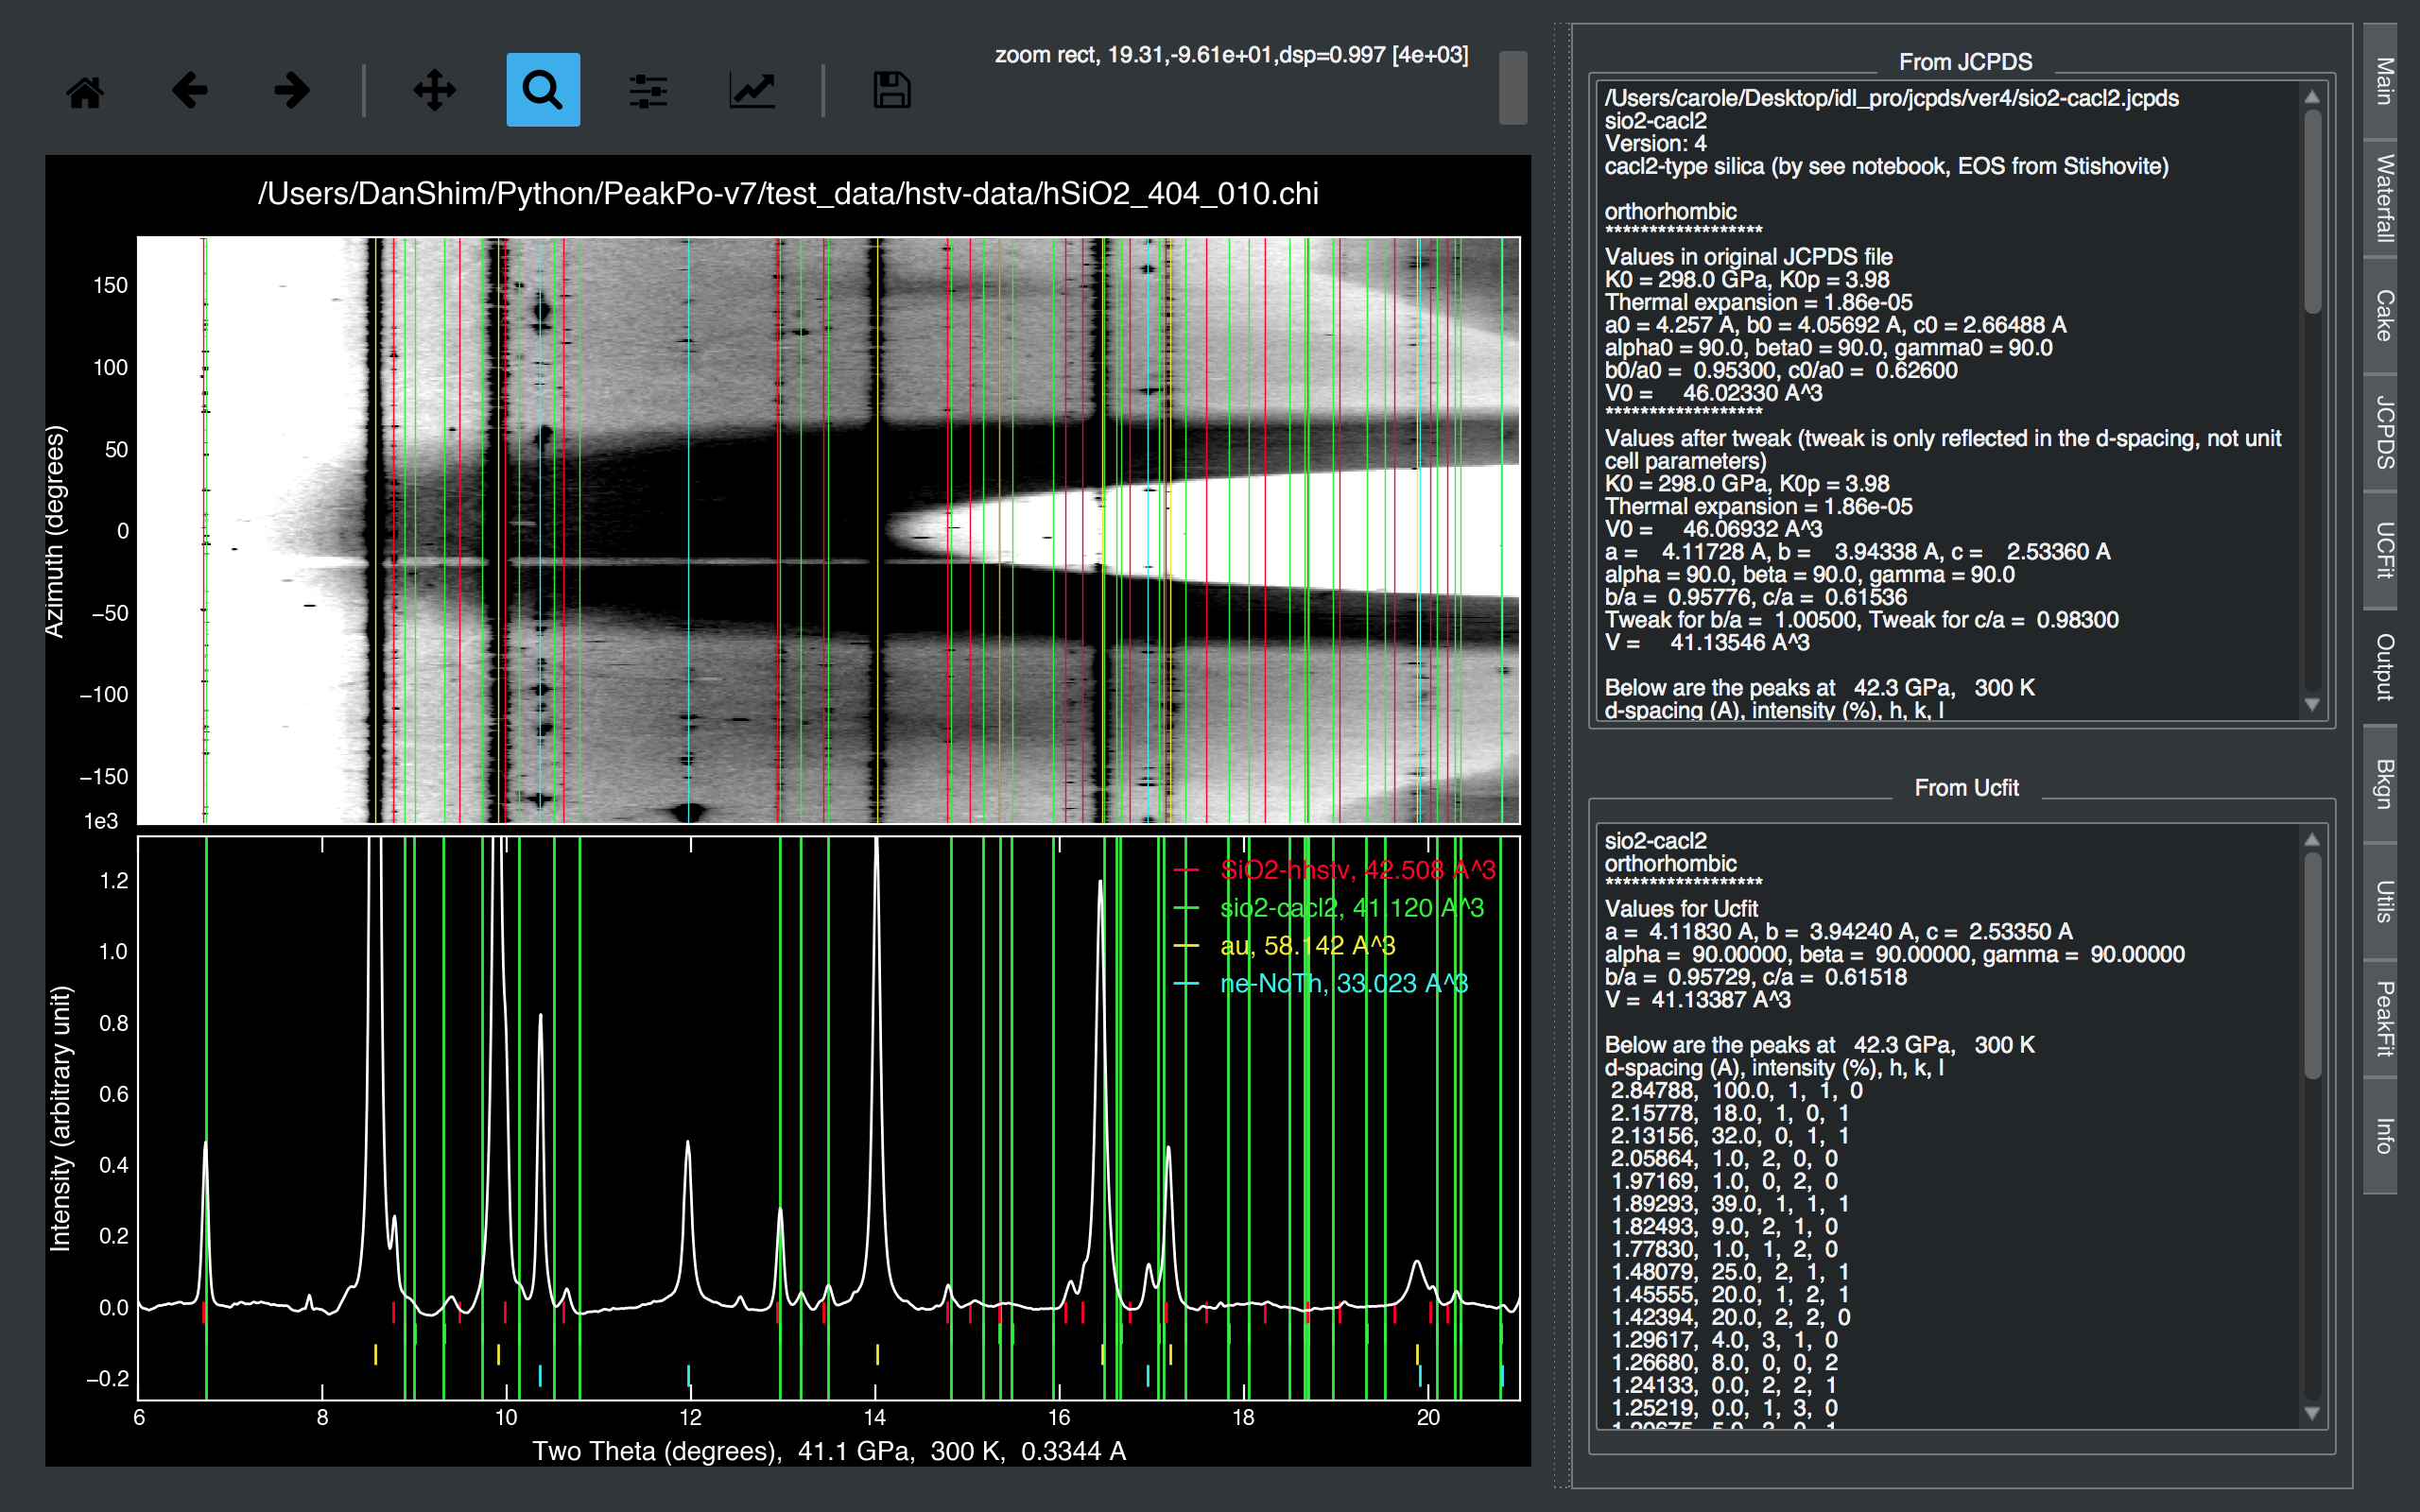 zoom rect, 19.31,-9.61e+01,dsp=0.997 [4e+03]
/Users/DanShim/Python/PeakPo-v7/test_data/hstv-data/hSiO2_404_010.chi
Azimuth (degrees)
150
100
50
0
−50
−100
−150
1e3
Intensity (arbitrary unit)
1.2
1.0
0.8
0.6
0.4
0.2
0.0
−0.2
SiO2-hhstv, 42.508 A^3
sio2-cacl2, 41.120 A^3
au, 58.142 A^3
ne-NoTh, 33.023 A^3
6 8 10 12 14 16 18 20
Two Theta (degrees), 41.1 GPa, 300 K, 0.3344 A
From JCPDS
/Users/carole/Desktop/idl_pro/jcpds/ver4/sio2-cacl2.jcpds
sio2-cacl2
Version: 4
cacl2-type silica (by see notebook, EOS from Stishovite)
orthorhombic
******************
Values in original JCPDS file
K0 = 298.0 GPa, K0p = 3.98
Thermal expansion = 1.86e-05
a0 = 4.257 A, b0 = 4.05692 A, c0 = 2.66488 A
alpha0 = 90.0, beta0 = 90.0, gamma0 = 90.0
b0/a0 = 0.95300, c0/a0 = 0.62600
V0 = 46.02330 A^3
******************
Values after tweak (tweak is only reflected in the d-spacing, not unit
cell parameters)
K0 = 298.0 GPa, K0p = 3.98
Thermal expansion = 1.86e-05
V0 = 46.06932 A^3
a = 4.11728 A, b = 3.94338 A, c = 2.53360 A
alpha = 90.0, beta = 90.0, gamma = 90.0
b/a = 0.95776, c/a = 0.61536
Tweak for b/a = 1.00500, Tweak for c/a = 0.98300
V = 41.13546 A^3
Below are the peaks at 42.3 GPa, 300 K
d-spacing (A), intensity (%), h, k, l
From Ucfit
sio2-cacl2
orthorhombic
******************
Values for Ucfit
a = 4.11830 A, b = 3.94240 A, c = 2.53350 A
alpha = 90.00000, beta = 90.00000, gamma = 90.00000
b/a = 0.95729, c/a = 0.61518
V = 41.13387 A^3
Below are the peaks at 42.3 GPa, 300 K
d-spacing (A), intensity (%), h, k, l
2.84788, 100.0, 1, 1, 0
2.15778, 18.0, 1, 0, 1
2.13156, 32.0, 0, 1, 1
2.05864, 1.0, 2, 0, 0
1.97169, 1.0, 0, 2, 0
1.89293, 39.0, 1, 1, 1
1.82493, 9.0, 2, 1, 0
1.77830, 1.0, 1, 2, 0
1.48079, 25.0, 2, 1, 1
1.45555, 20.0, 1, 2, 1
1.42394, 20.0, 2, 2, 0
1.29617, 4.0, 3, 1, 0
1.26680, 8.0, 0, 0, 2
1.24133, 0.0, 2, 2, 1
1.25219, 0.0, 1, 3, 0
Main
Waterfall
Cake
JCPDS
UCFit
Output
Bkgn
Utils
PeakFit
Info